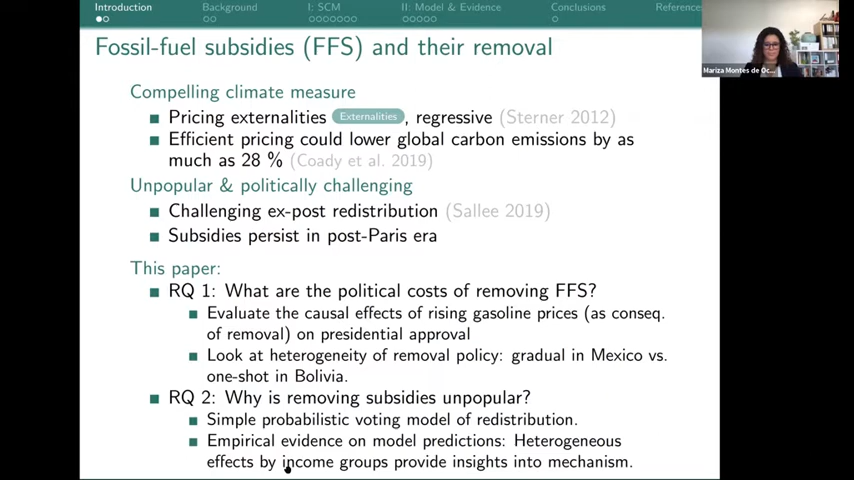 Introduction
Background
I: SCM
II: Model & Evidence
Conclusions
Reference
Fossil-fuel subsidies (FFS) and their removal
Mariza Montes de Oc...
Compelling climate measure
Pricing externalities Externalities, regressive (Sterner 2012)
Efficient pricing could lower global carbon emissions by as
much as 28 % (Coady et al. 2019)
Unpopular & politically challenging
Challenging ex-post redistribution (Sallee 2019)
Subsidies persist in post-Paris era
This paper:
RQ 1: What are the political costs of removing FFS?
Evaluate the causal effects of rising gasoline prices (as conseq.
of removal) on presidential approval
Look at heterogeneity of removal policy: gradual in Mexico vs.
one-shot in Bolivia.
RQ 2: Why is removing subsidies unpopular?
Simple probabilistic voting model of redistribution.
Empirical evidence on model predictions: Heterogeneous
effects by income groups provide insights into mechanism.